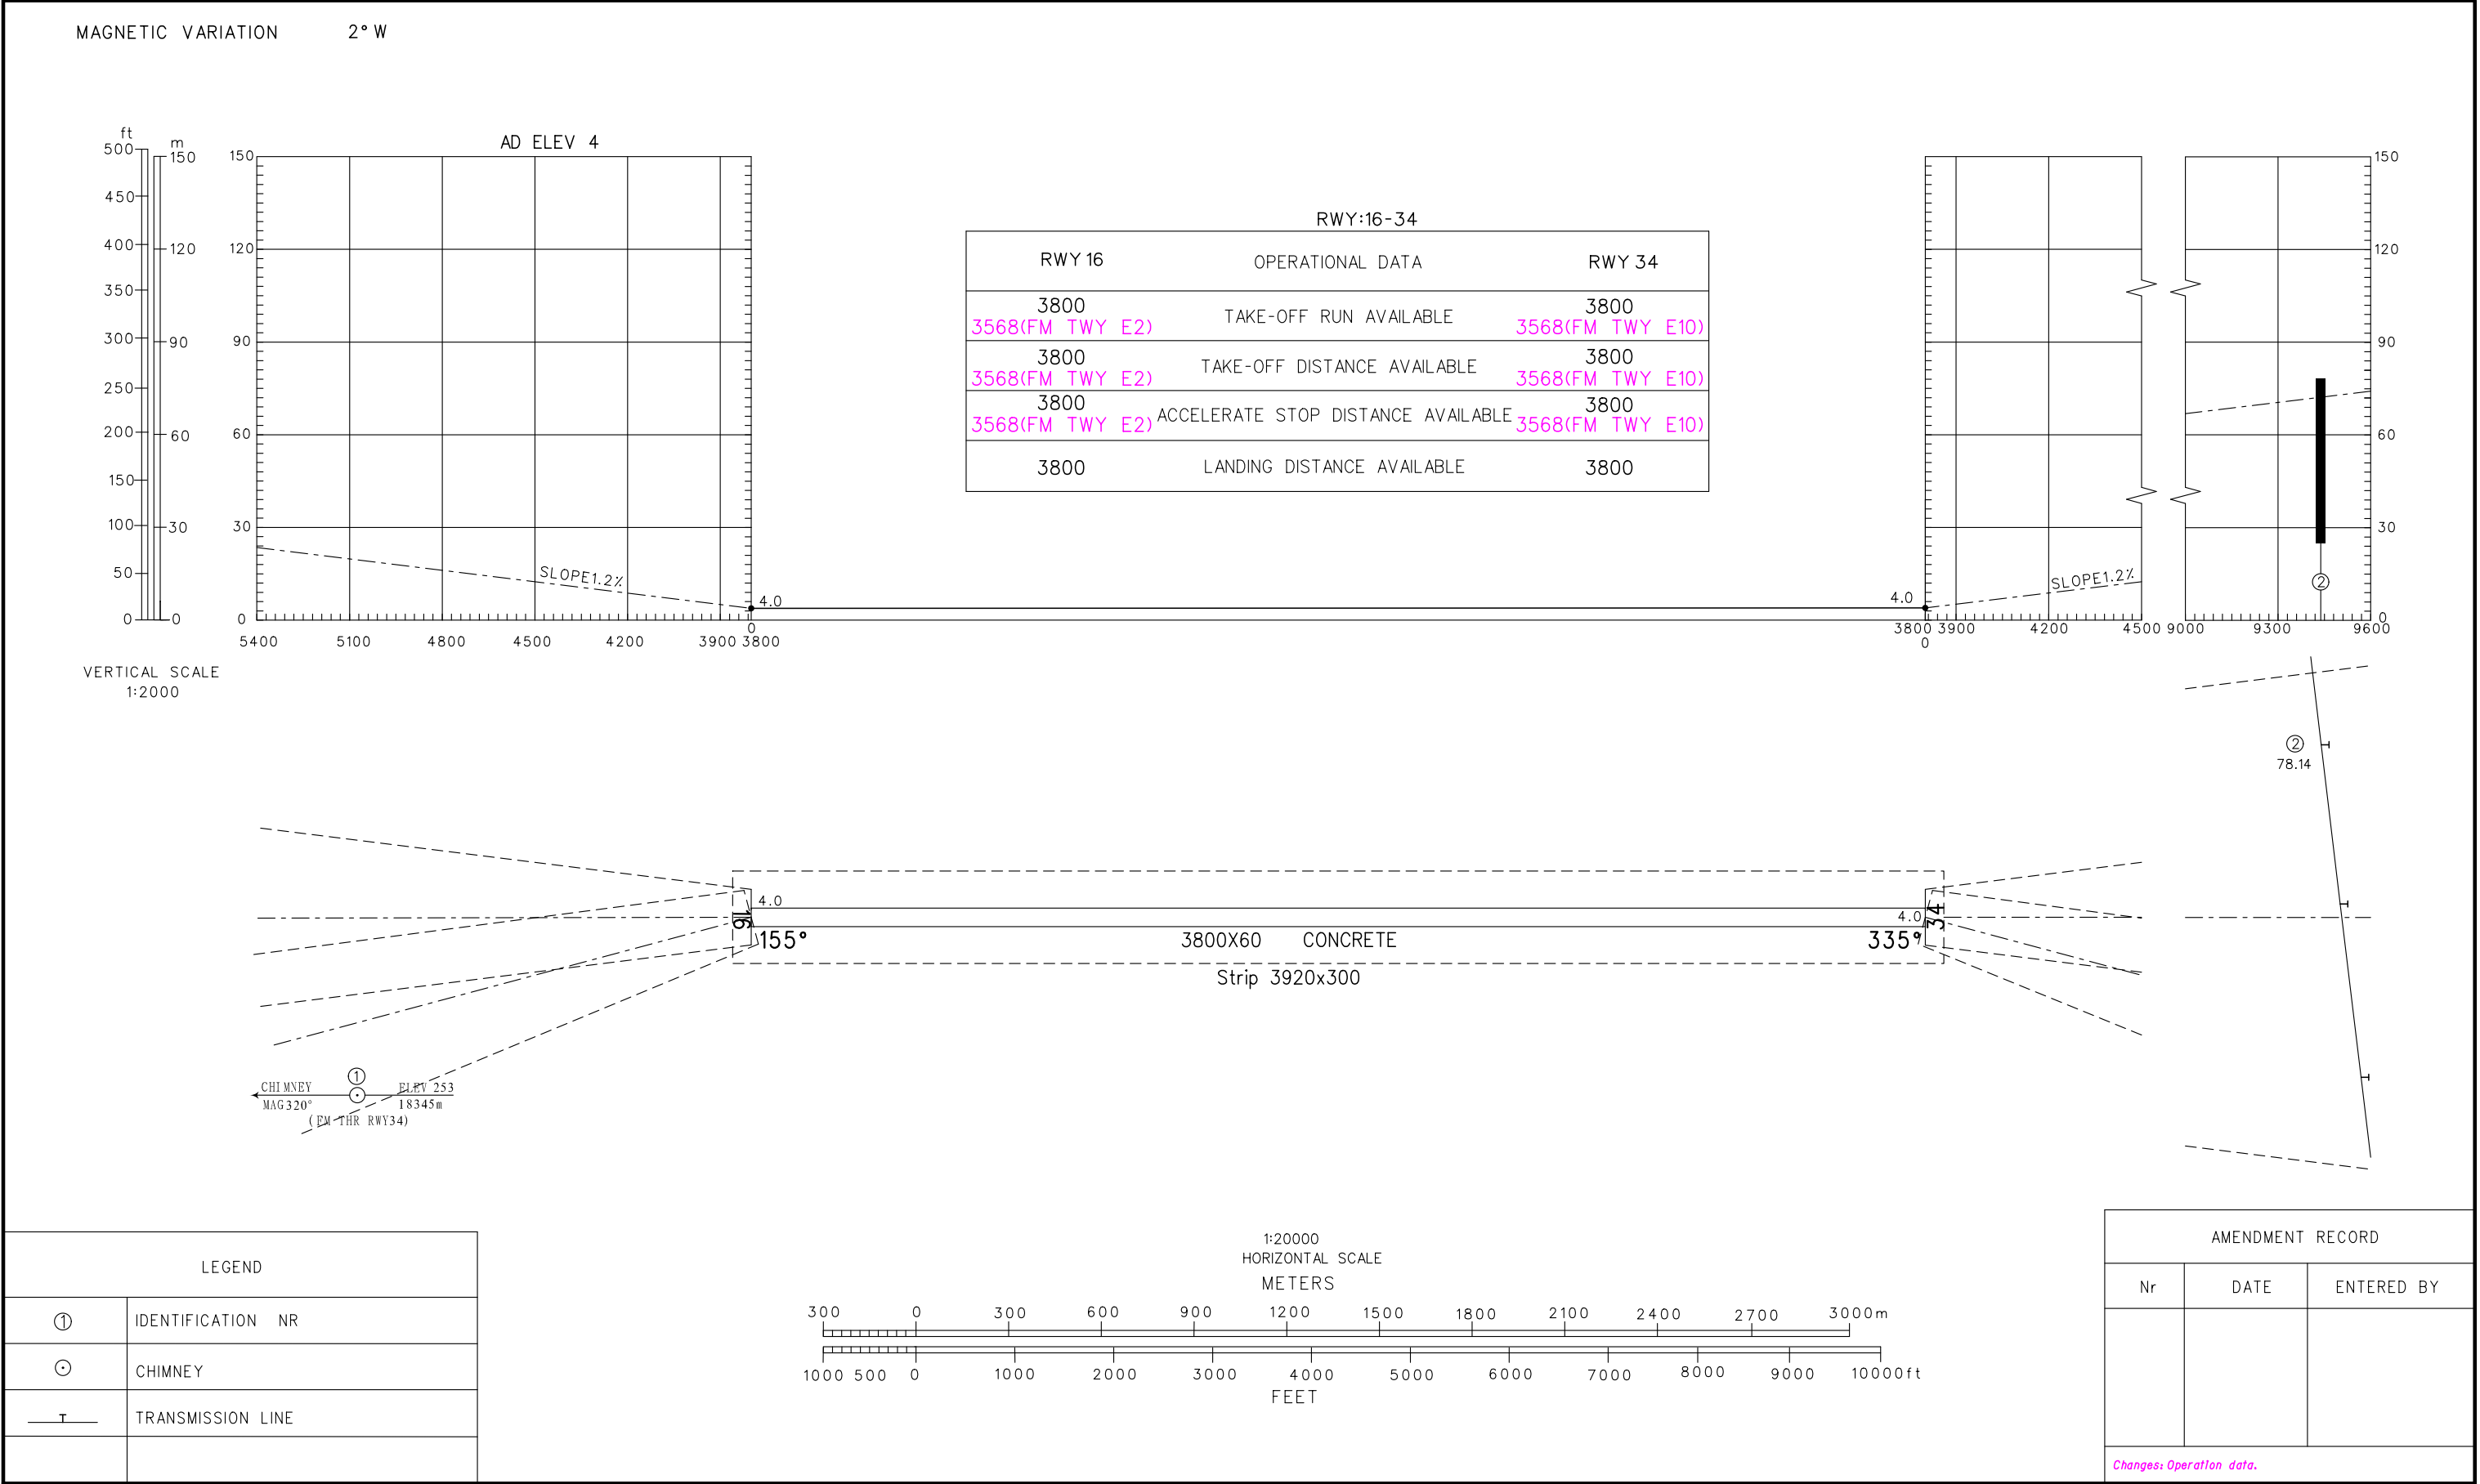 MAGNETIC VARIATION 2° W
ft
m
AD ELEV 4
500
450
400
350
300
250
200
150
100
50
0
150
120
90
60
30
0
150
120
90
60
30
0
SLOPE1.2%
4.0
0
5400 5100 4800 4500 4200 3900 3800
VERTICAL SCALE
1:2000
RWY:16-34
RWY 16 OPERATIONAL DATA RWY 34
3800 TAKE-OFF RUN AVAILABLE 3800
3568(FM TWY E2) 3568(FM TWY E10)
3800 TAKE-OFF DISTANCE AVAILABLE 3800
3568(FM TWY E2) 3568(FM TWY E10)
3800 ACCELERATE STOP DISTANCE AVAILABLE 3800
3568(FM TWY E2) 3568(FM TWY E10)
3800 LANDING DISTANCE AVAILABLE 3800
4.0
SLOPE1.2%
②
150
120
90
60
30
0
3800 3900 4200 4500 9000 9300 9600
0
②
78.14
4.0
16
155°
3800X60 CONCRETE
4.0
34
335°
Strip 3920x300
①
CHIMNEY ELEV 253
MAG320° 18345m
(FM THR RWY34)
LEGEND
① IDENTIFICATION NR
CHIMNEY
TRANSMISSION LINE
1:20000
HORIZONTAL SCALE
METERS
300 0 300 600 900 1200 1500 1800 2100 2400 2700 3000m
1000 500 0 1000 2000 3000 4000 5000 6000 7000 8000 9000 10000ft
FEET
AMENDMENT RECORD
Nr DATE ENTERED BY
Changes: Operation data.